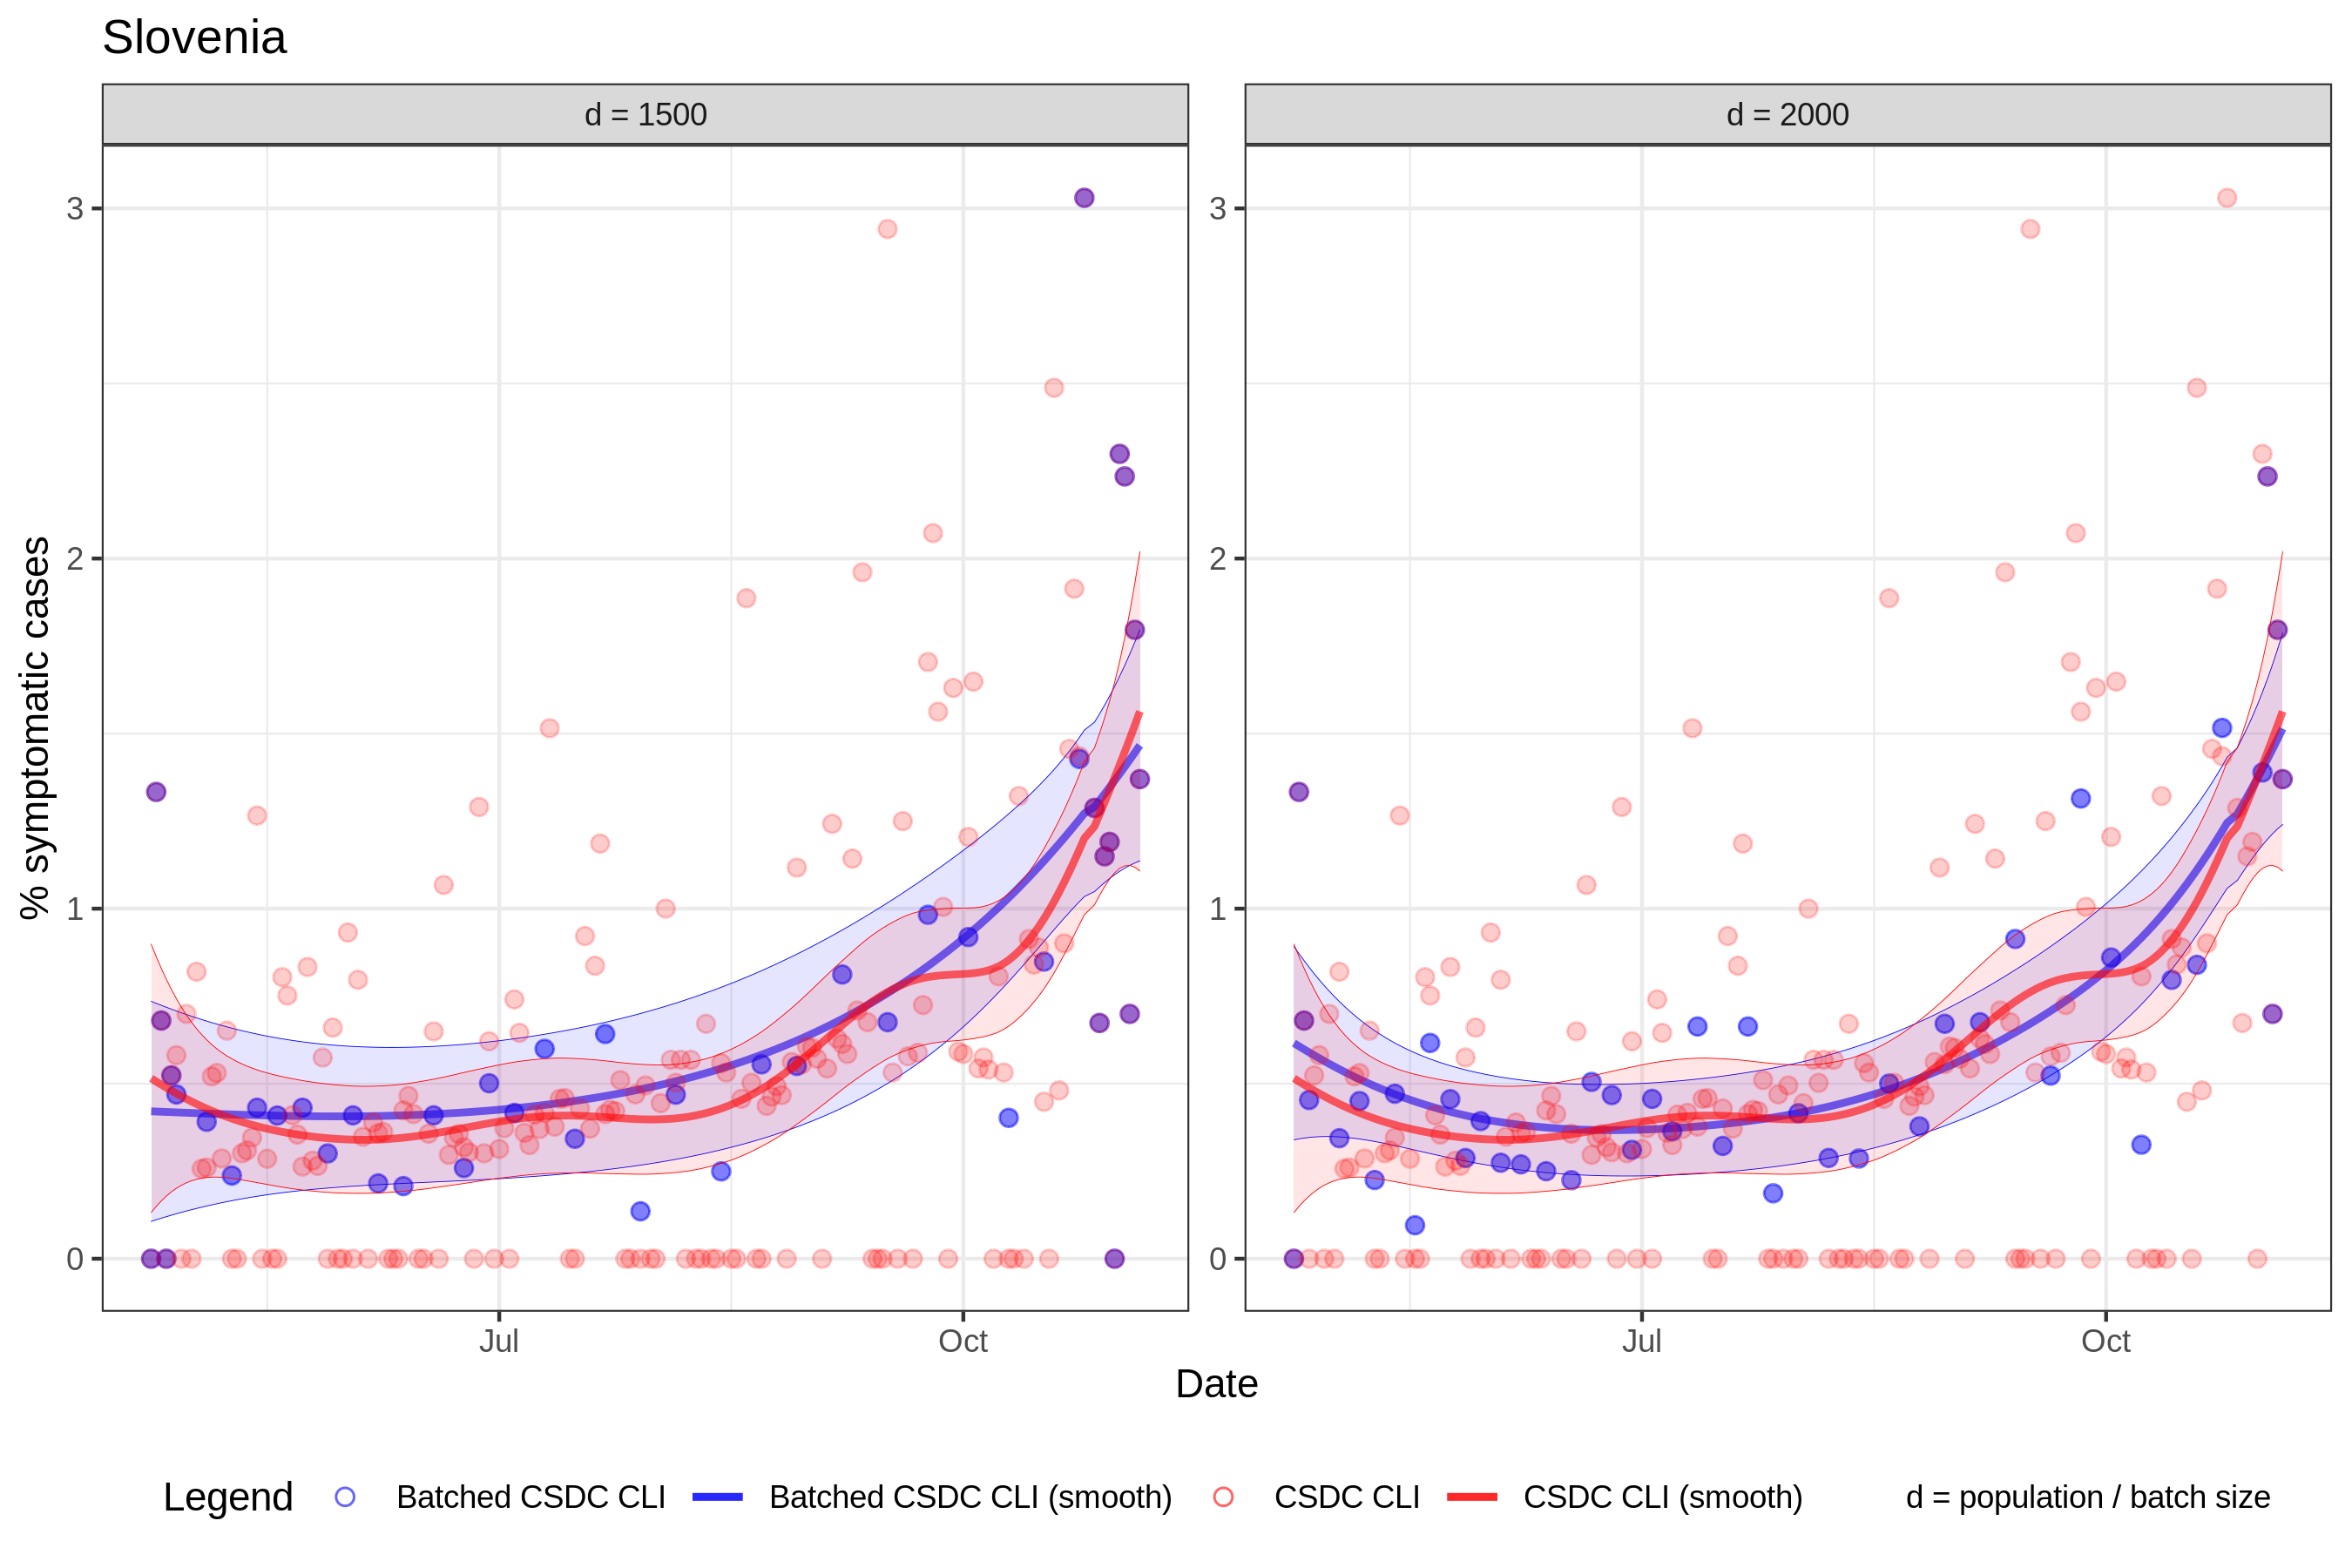 Slovenia
d = 1500
d = 2000
% symptomatic cases
3
2
1
0
3
2
1
0
Jul
Oct
Jul
Oct
Date
Legend
Batched CSDC CLI
Batched CSDC CLI (smooth)
CSDC CLI
CSDC CLI (smooth)
d = population / batch size